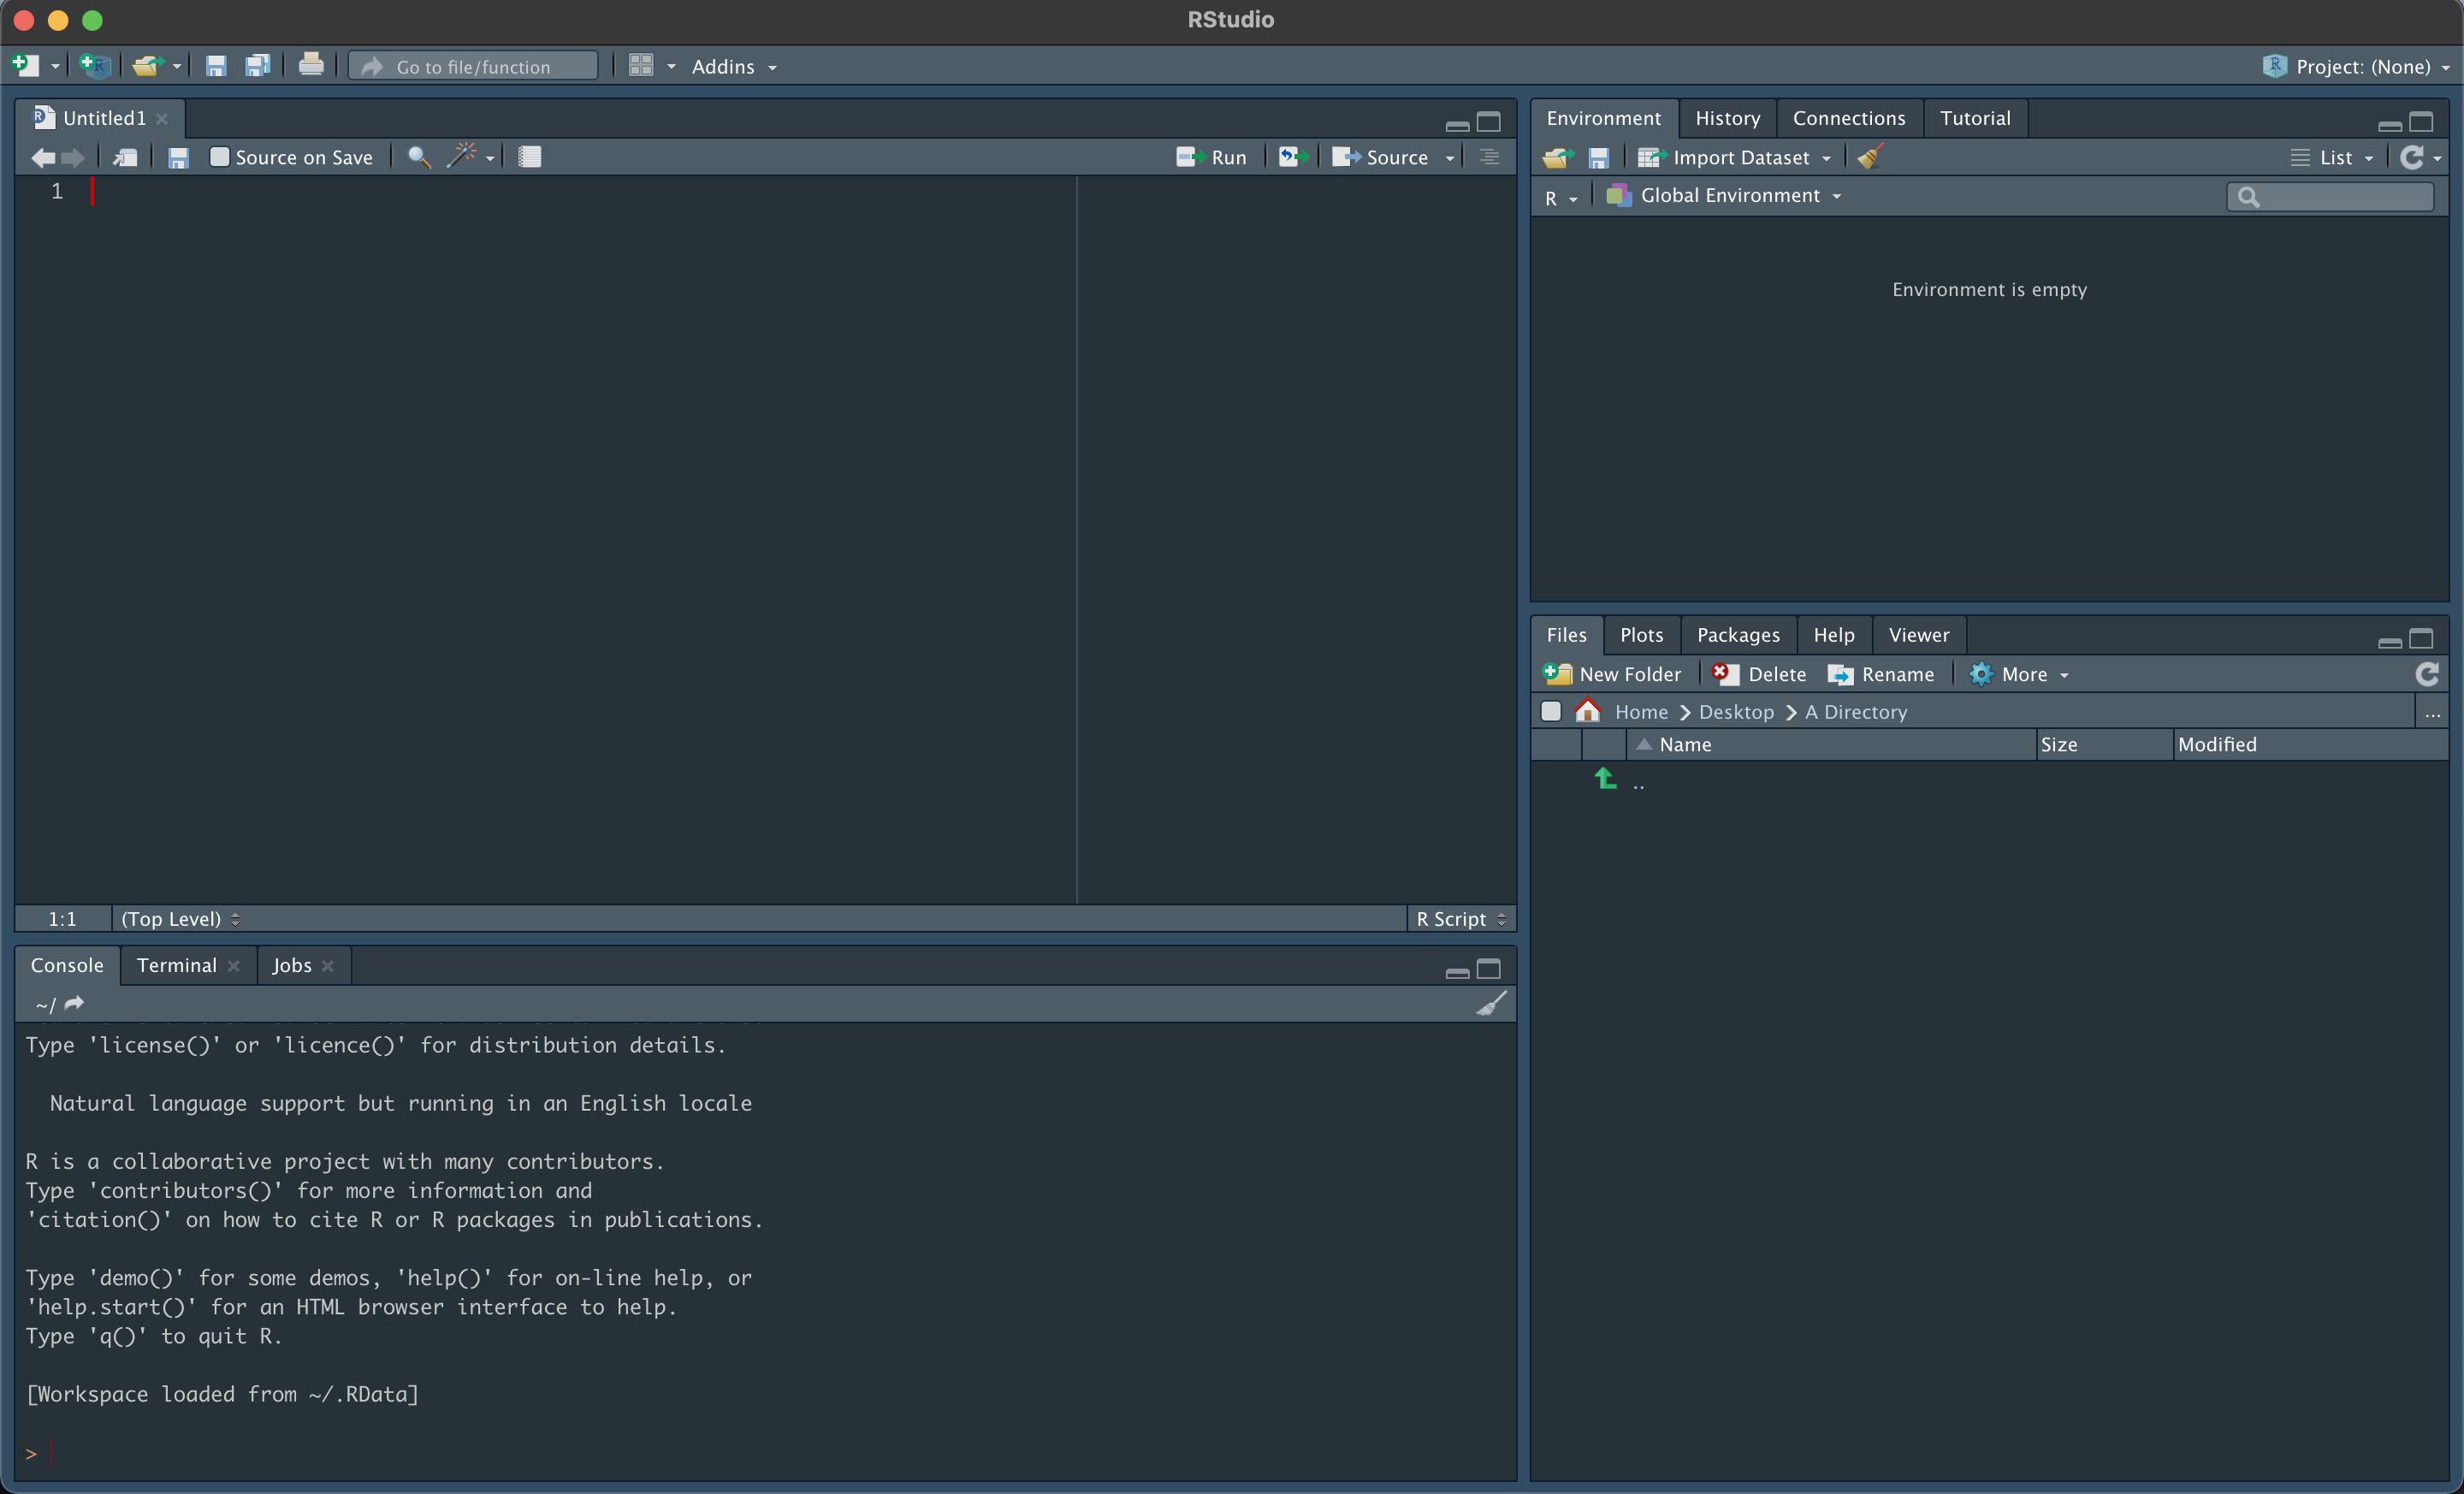 RStudio
Go to file/function
Addins
Project: (None)
Untitled1
Source on Save
Run
Source
1
1:1
(Top Level)
R Script
Console
Terminal
Jobs
~/
Type 'license()' or 'licence()' for distribution details.
Natural language support but running in an English locale
R is a collaborative project with many contributors.
Type 'contributors()' for more information and
'citation()' on how to cite R or R packages in publications.
Type 'demo()' for some demos, 'help()' for on-line help, or
'help.start()' for an HTML browser interface to help.
Type 'q()' to quit R.
[Workspace loaded from ~/.RData]
>
Environment
History
Connections
Tutorial
Import Dataset
List
R
Global Environment
Environment is empty
Files
Plots
Packages
Help
Viewer
New Folder
Delete
Rename
More
Home
Desktop
A Directory
...
Name
Size
Modified
..